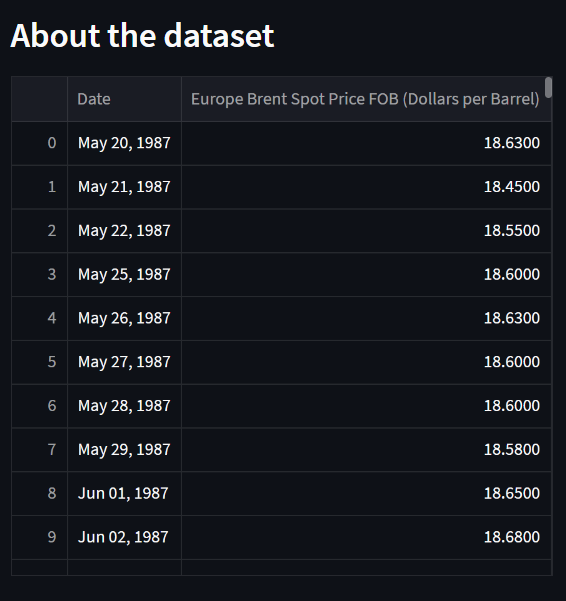 About the dataset
Date Europe Brent Spot Price FOB (Dollars per Barrel)
0 May 20, 1987 18.6300
1 May 21, 1987 18.4500
2 May 22, 1987 18.5500
3 May 25, 1987 18.6000
4 May 26, 1987 18.6300
5 May 27, 1987 18.6000
6 May 28, 1987 18.6000
7 May 29, 1987 18.5800
8 Jun 01, 1987 18.6500
9 Jun 02, 1987 18.6800